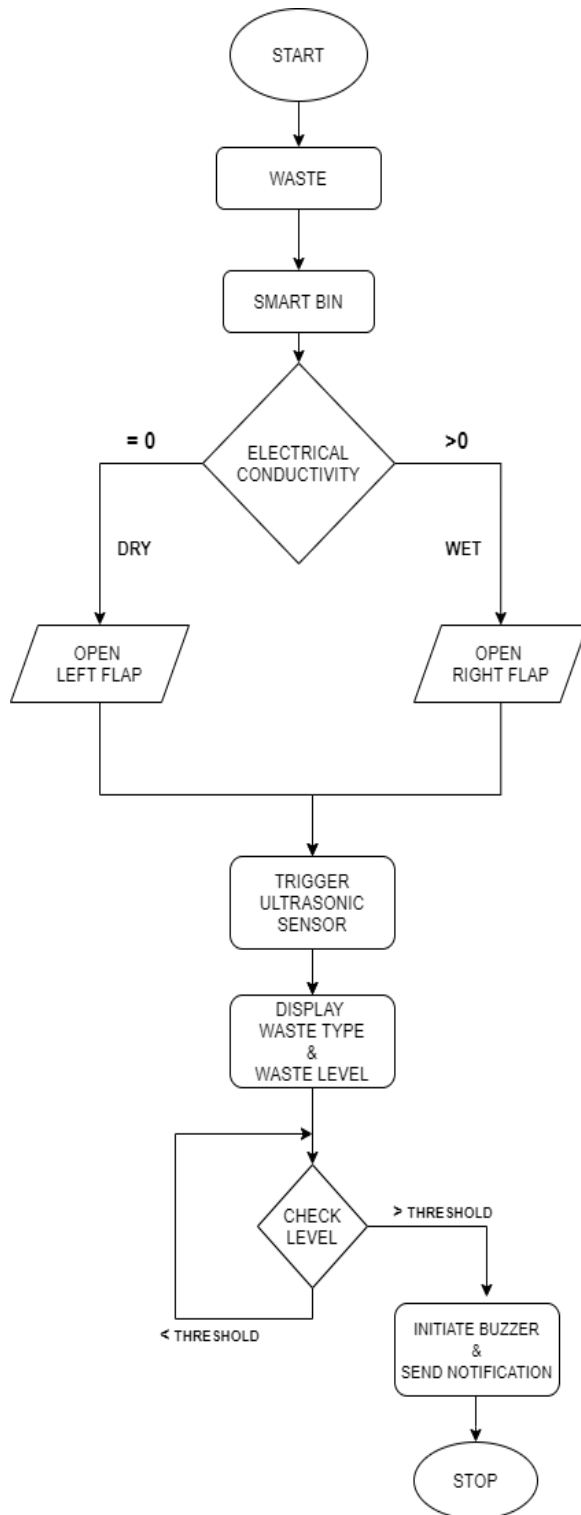 START
WASTE
SMART BIN
= 0
>0
ELECTRICAL
CONDUCTIVITY
DRY
WET
OPEN
LEFT FLAP
OPEN
RIGHT FLAP
TRIGGER
ULTRASONIC
SENSOR
DISPLAY
WASTE TYPE
&
WASTE LEVEL
CHECK
LEVEL
> THRESHOLD
< THRESHOLD
INITIATE BUZZER
&
SEND NOTIFICATION
STOP